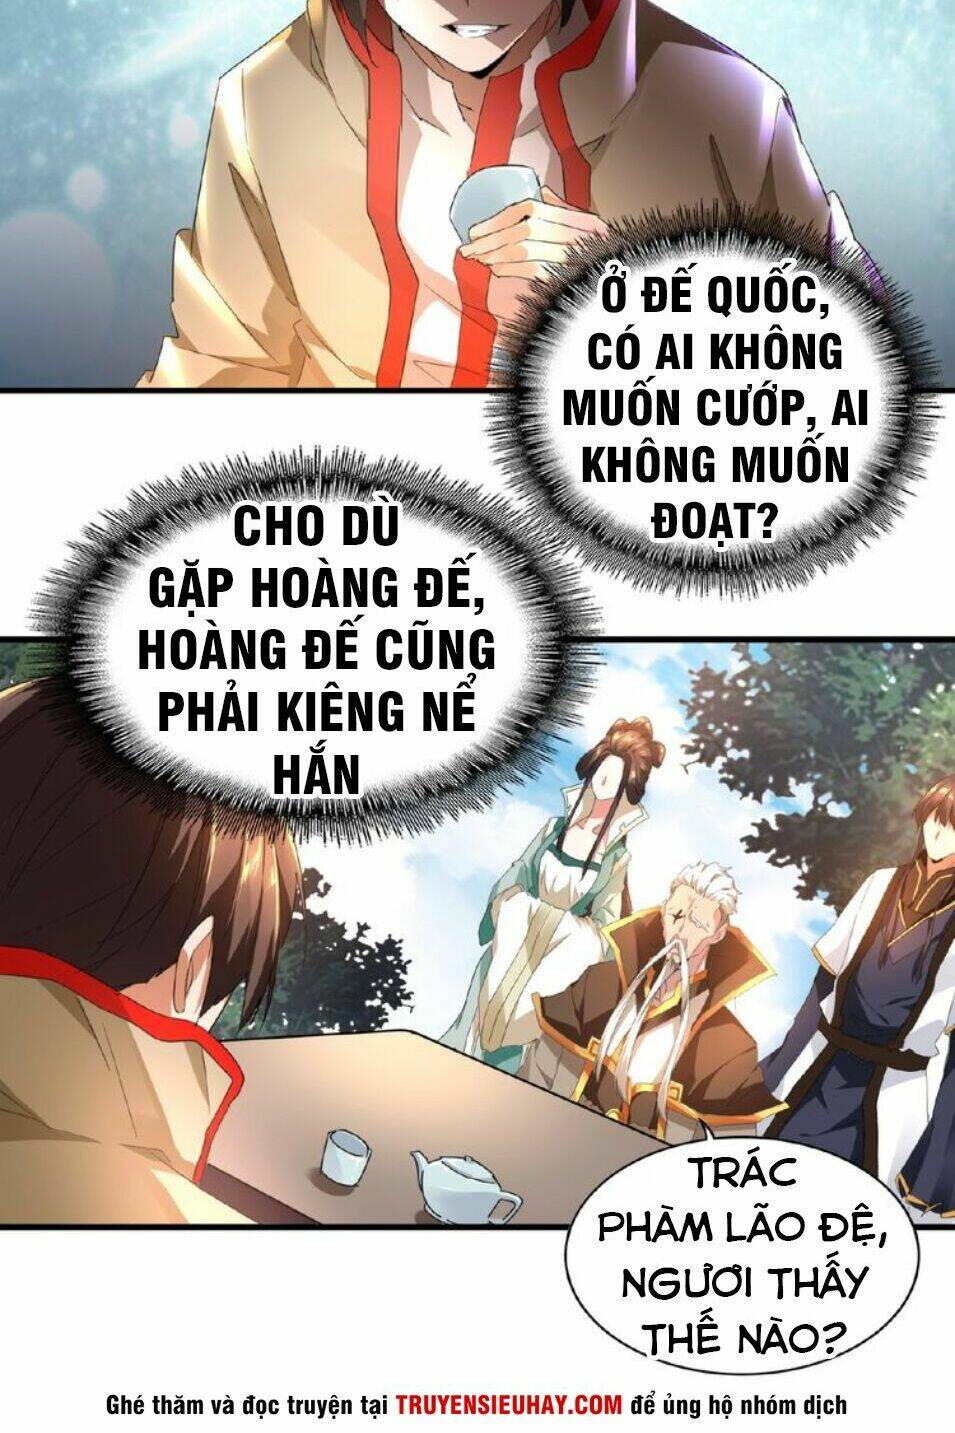 Ở ĐẾ QUỐC,
CÓ AI KHÔNG
MUỐN CƯỚP, AI
KHÔNG MUỐN
ĐOẠT?
CHO DÙ
GẶP HOÀNG ĐẾ,
HOÀNG ĐẾ CŨNG
PHẢI KIÊNG NỂ
HẮN
TRÁC
PHÀM LÃO ĐỆ,
NGƯƠI THẤY
THẾ NÀO?
Ghé thăm và đọc truyện tại TRUYENSIEUHAY.COM để ủng hộ nhóm dịch